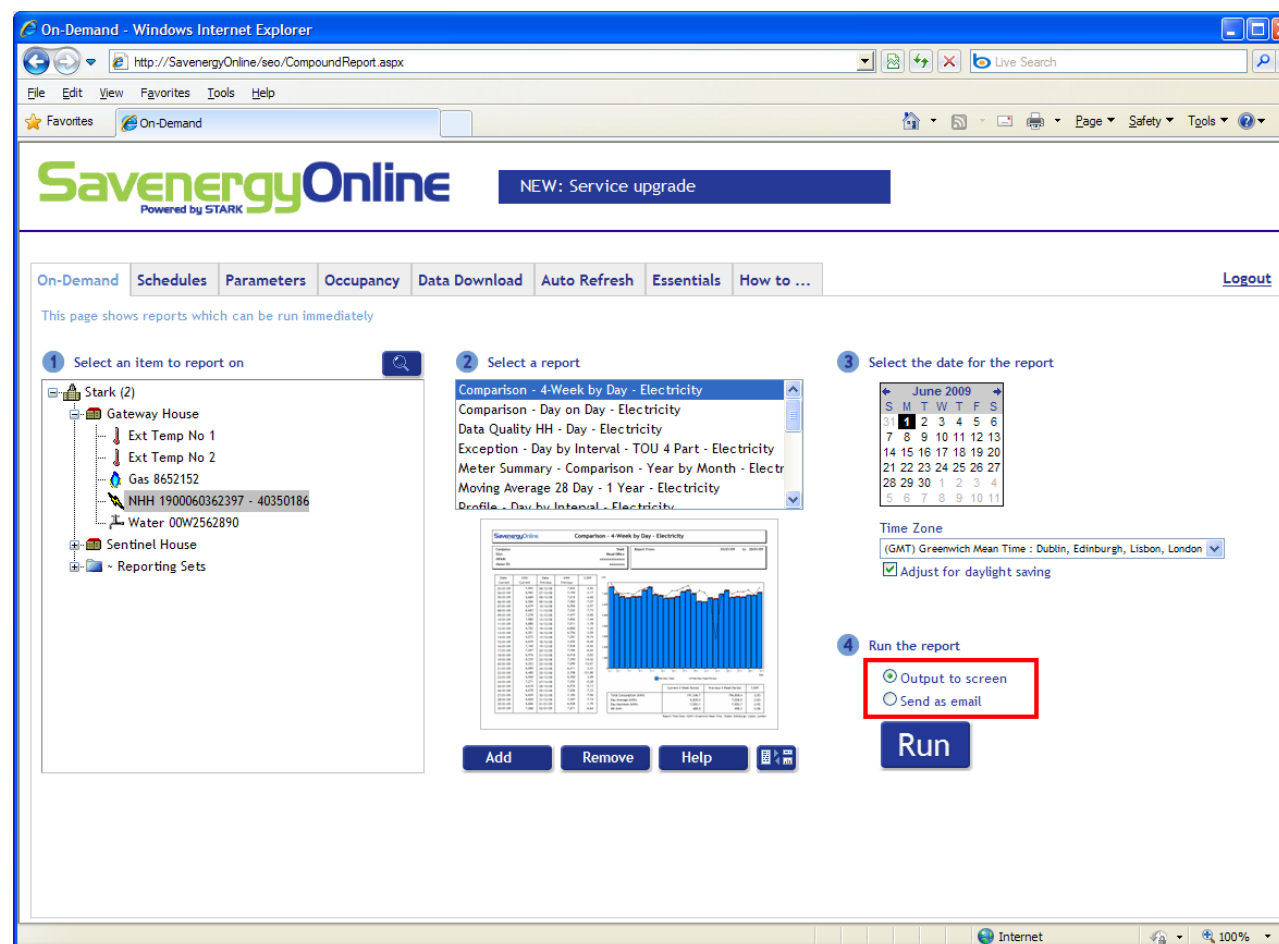 On-Demand - Windows Internet Explorer
http://SavenergyOnline/seo/CompoundReport.aspx
Live Search
File Edit View Favorites Tools Help
Favorites On-Demand Page Safety Tools
SavenergyOnline
Powered by STARK
NEW: Service upgrade
On-Demand Schedules Parameters Occupancy Data Download Auto Refresh Essentials How to ... Logout
This page shows reports which can be run immediately
1 Select an item to report on
Stark (2)
Gateway House
Ext Temp No 1
Ext Temp No 2
Gas 8652152
NHH 1900060362397 - 40350186
Water 00W2562890
Sentinel House
~ Reporting Sets
2 Select a report
Comparison - 4-Week by Day - Electricity
Comparison - Day on Day - Electricity
Data Quality HH - Day - Electricity
Exception - Day by Interval - TOU 4 Part - Electricity
Meter Summary - Comparison - Year by Month - Electr
Moving Average 28 Day - 1 Year - Electricity
Profile - Day by Interval - Electricity
SavenergyOnline Comparison - 4-Week by Day - Electricity
Add Remove Help
3 Select the date for the report
June 2009
S M T W T F S
31 1 2 3 4 5 6
7 8 9 10 11 12 13
14 15 16 17 18 19 20
21 22 23 24 25 26 27
28 29 30 1 2 3 4
5 6 7 8 9 10 11
Time Zone
(GMT) Greenwich Mean Time : Dublin, Edinburgh, Lisbon, London
Adjust for daylight saving
4 Run the report
Output to screen
Send as email
Run
Internet 100%